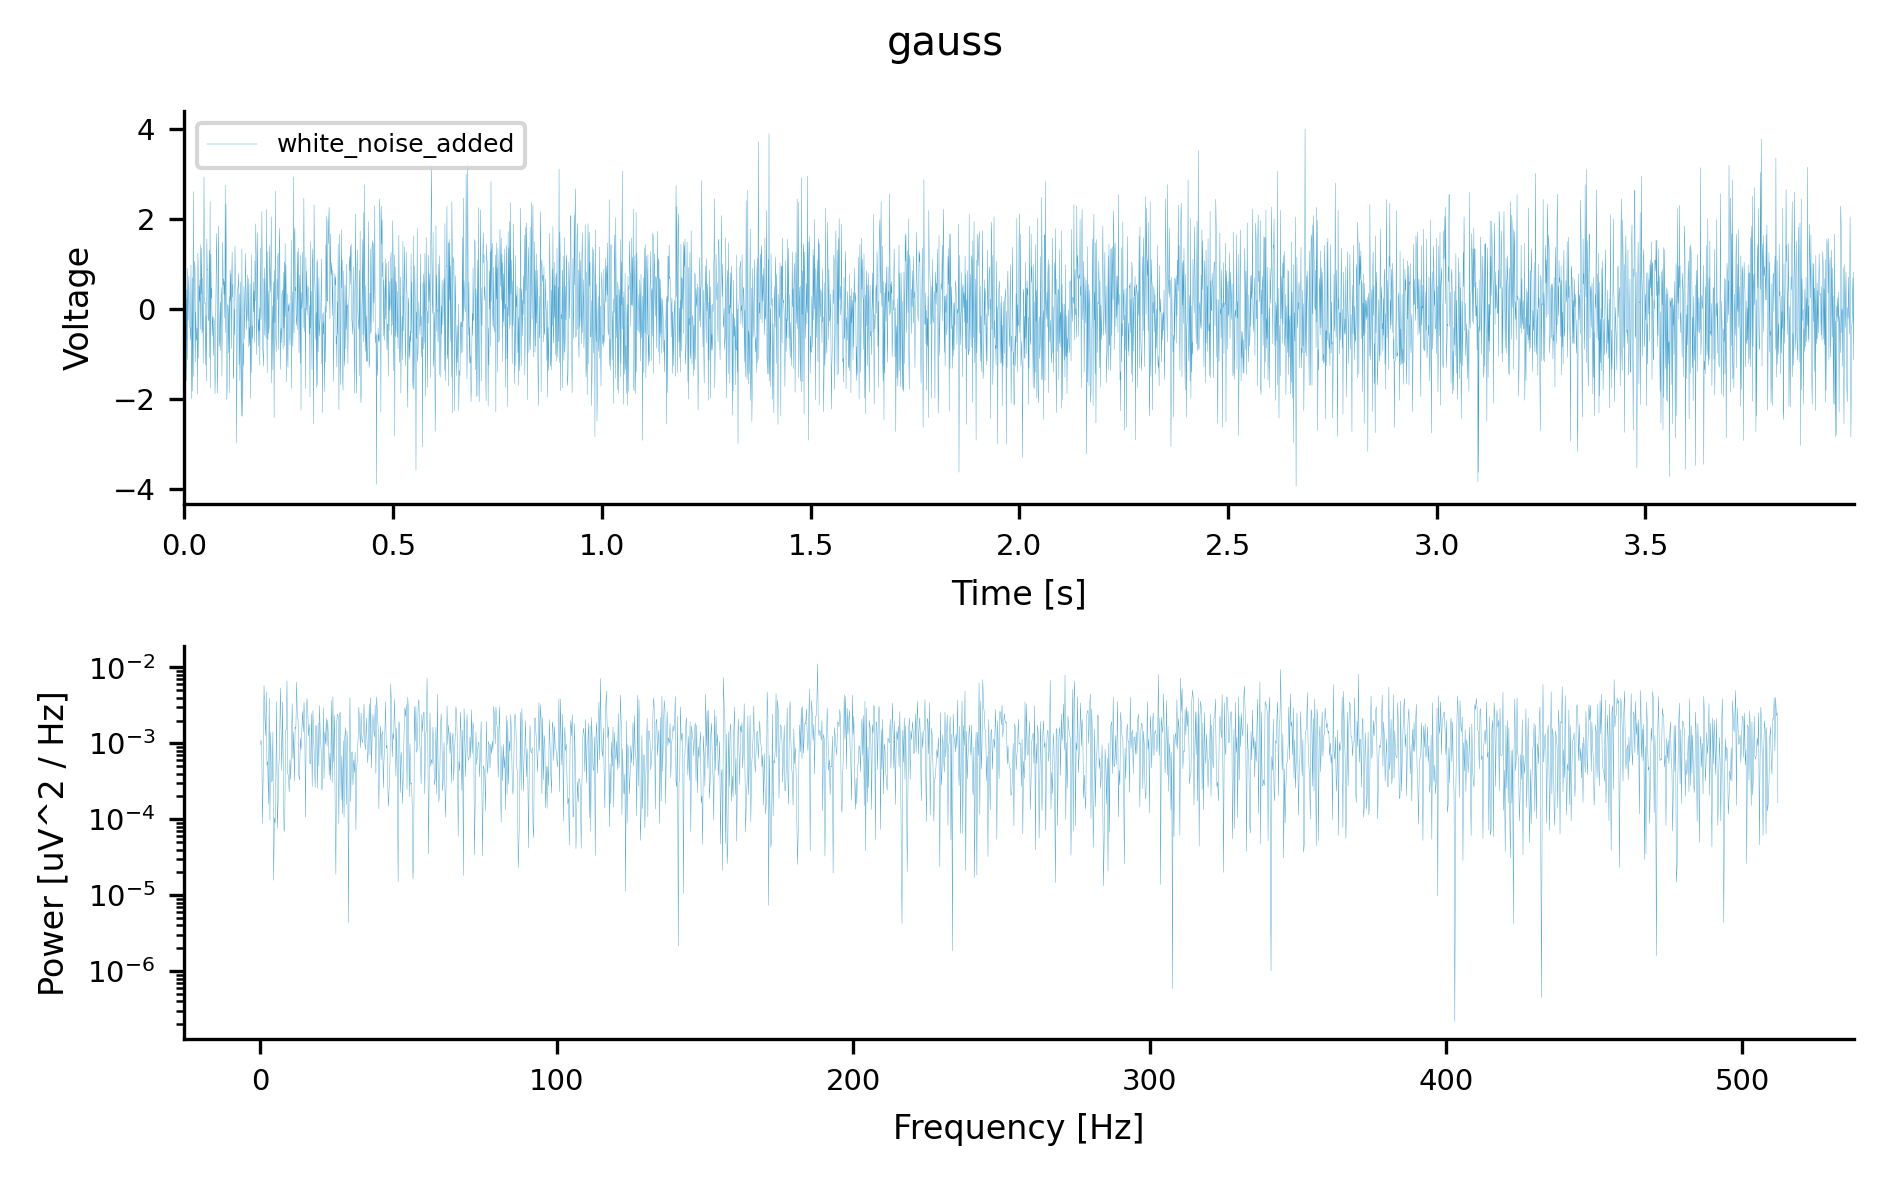 gauss
white_noise_added
4
2
0
−2
−4
Voltage
0.0 0.5 1.0 1.5 2.0 2.5 3.0 3.5
Time [s]
10⁻²
10⁻³
10⁻⁴
10⁻⁵
10⁻⁶
Power [uV^2 / Hz]
0 100 200 300 400 500
Frequency [Hz]